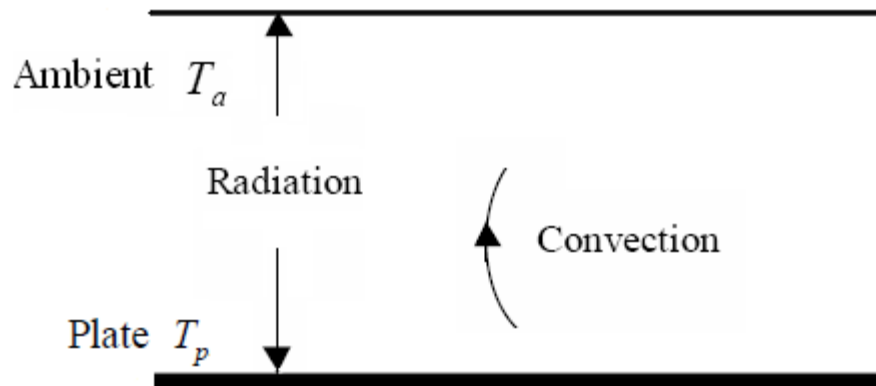 Ambient T_a
Radiation
Convection
Plate T_p